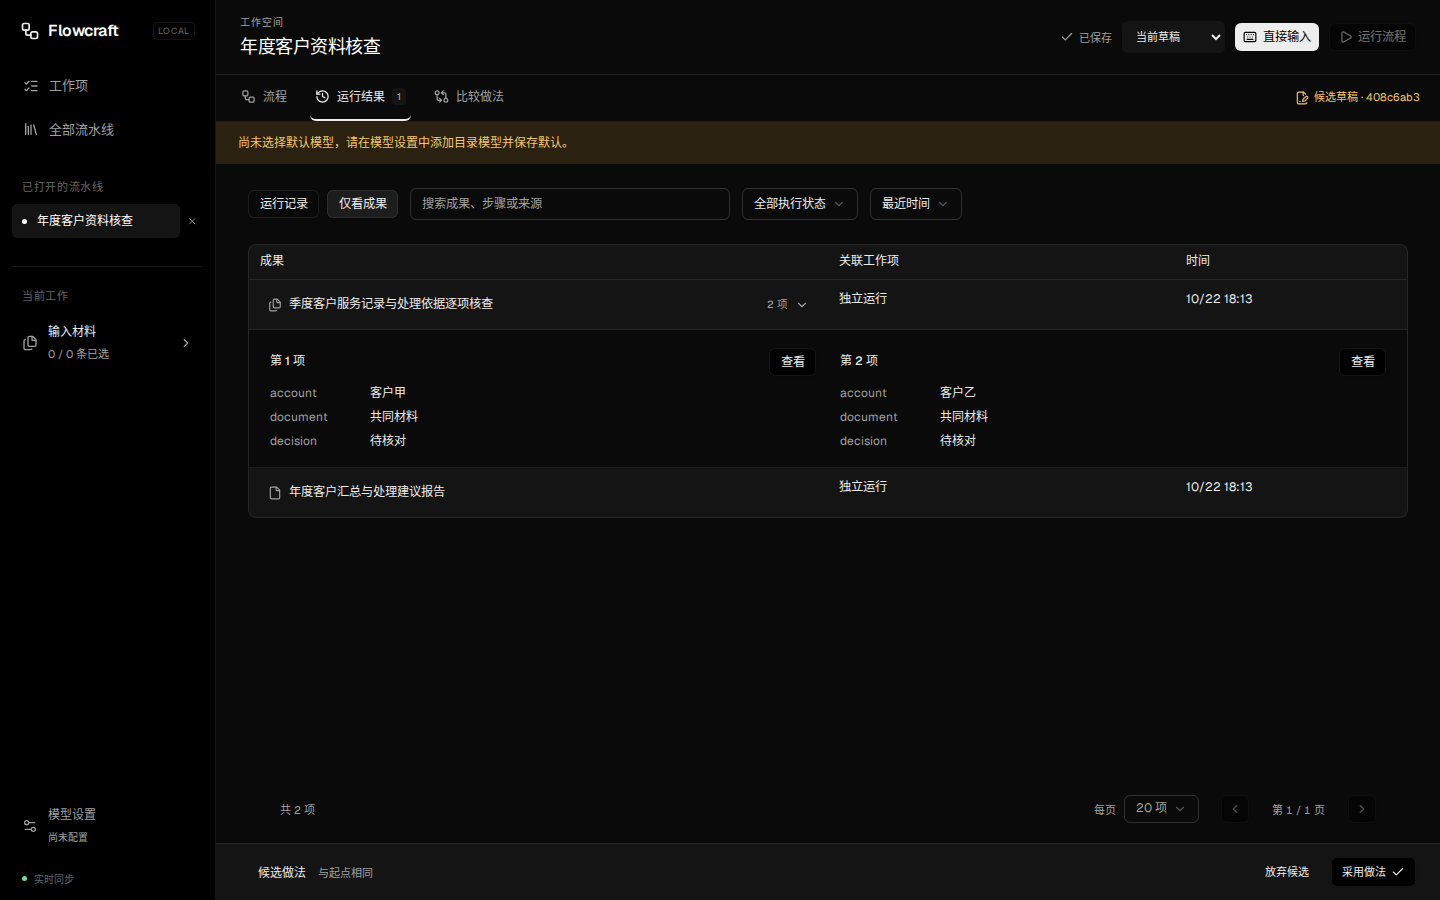 Flowcraft LOCAL
工作项
全部流水线
已打开的流水线
年度客户资料核查
当前工作
输入材料
0 / 0 条已选
模型设置
尚未配置
实时同步
工作空间
年度客户资料核查
已保存 当前草稿 直接输入 运行流程
流程 运行结果 1 比较做法 候选草稿 · 408c6ab3
尚未选择默认模型，请在模型设置中添加目录模型并保存默认。
运行记录 仅看成果 搜索成果、步骤或来源 全部执行状态 最近时间
成果 关联工作项 时间
季度客户服务记录与处理依据逐项核查 2 项 独立运行 10/22 18:13
第 1 项 查看 第 2 项 查看
account 客户甲 account 客户乙
document 共同材料 document 共同材料
decision 待核对 decision 待核对
年度客户汇总与处理建议报告 独立运行 10/22 18:13
共 2 项 每页 20 项 第 1 / 1 页
候选做法 与起点相同 放弃候选 采用做法